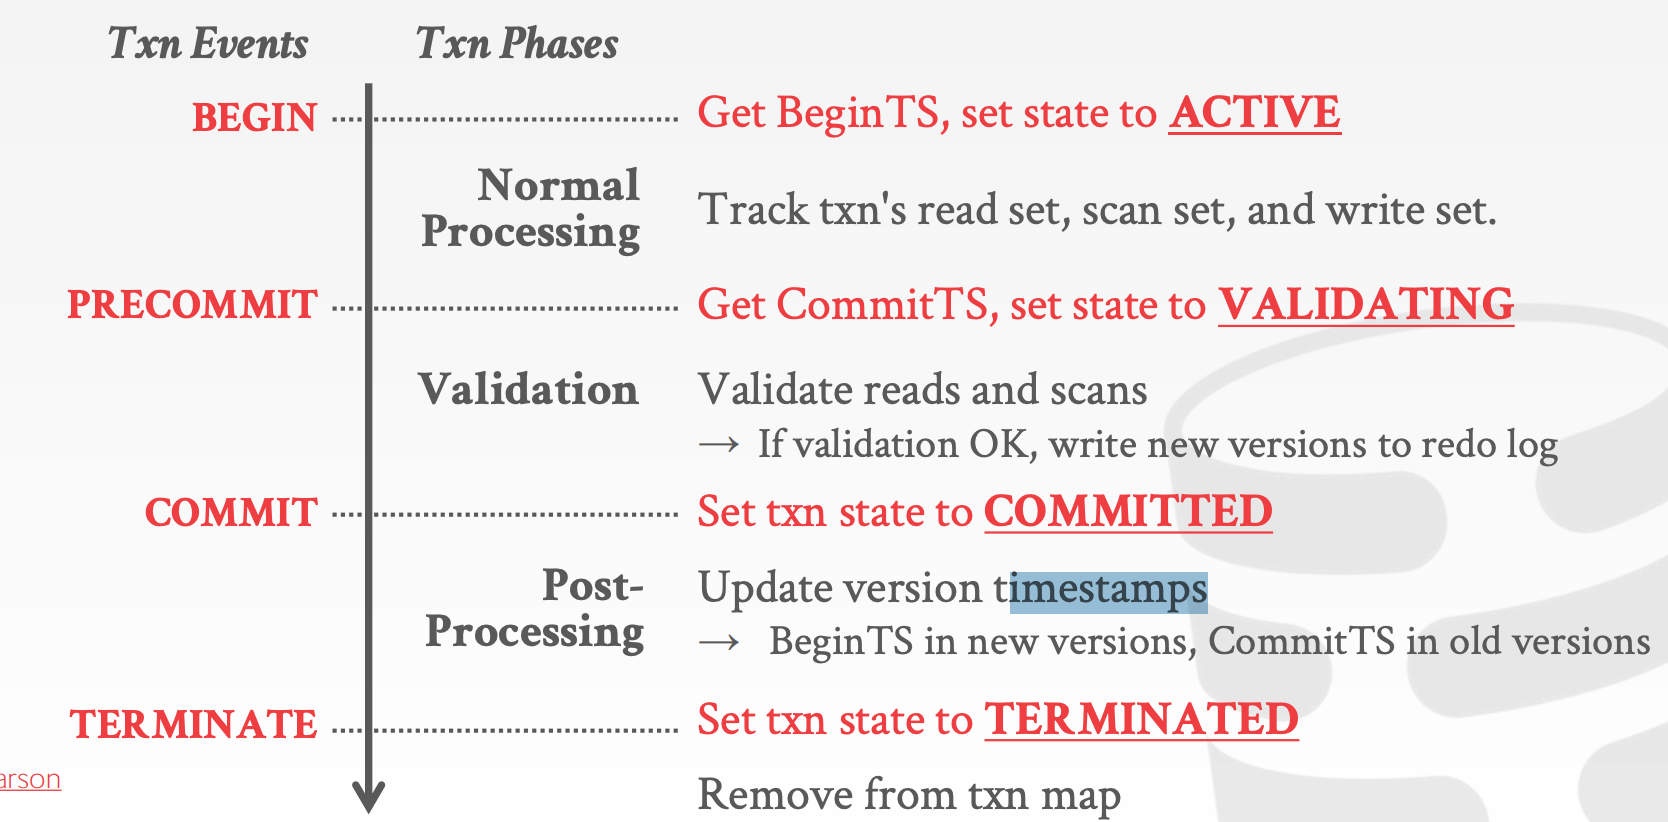 Txn Events
Txn Phases
BEGIN
Get BeginTS, set state to ACTIVE
Normal
Processing
Track txn's read set, scan set, and write set.
PRECOMMIT
Get CommitTS, set state to VALIDATING
Validation
Validate reads and scans
→ If validation OK, write new versions to redo log
COMMIT
Set txn state to COMMITTED
Post-
Processing
Update version timestamps
→ BeginTS in new versions, CommitTS in old versions
TERMINATE
Set txn state to TERMINATED
arson
Remove from txn map